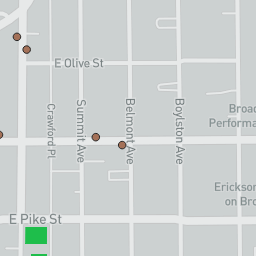 E Olive St
Crawford Pl
Summit Ave
Belmont Ave
Boylston Ave
Broad
Performa
Erickson
on Bro
E Pike St